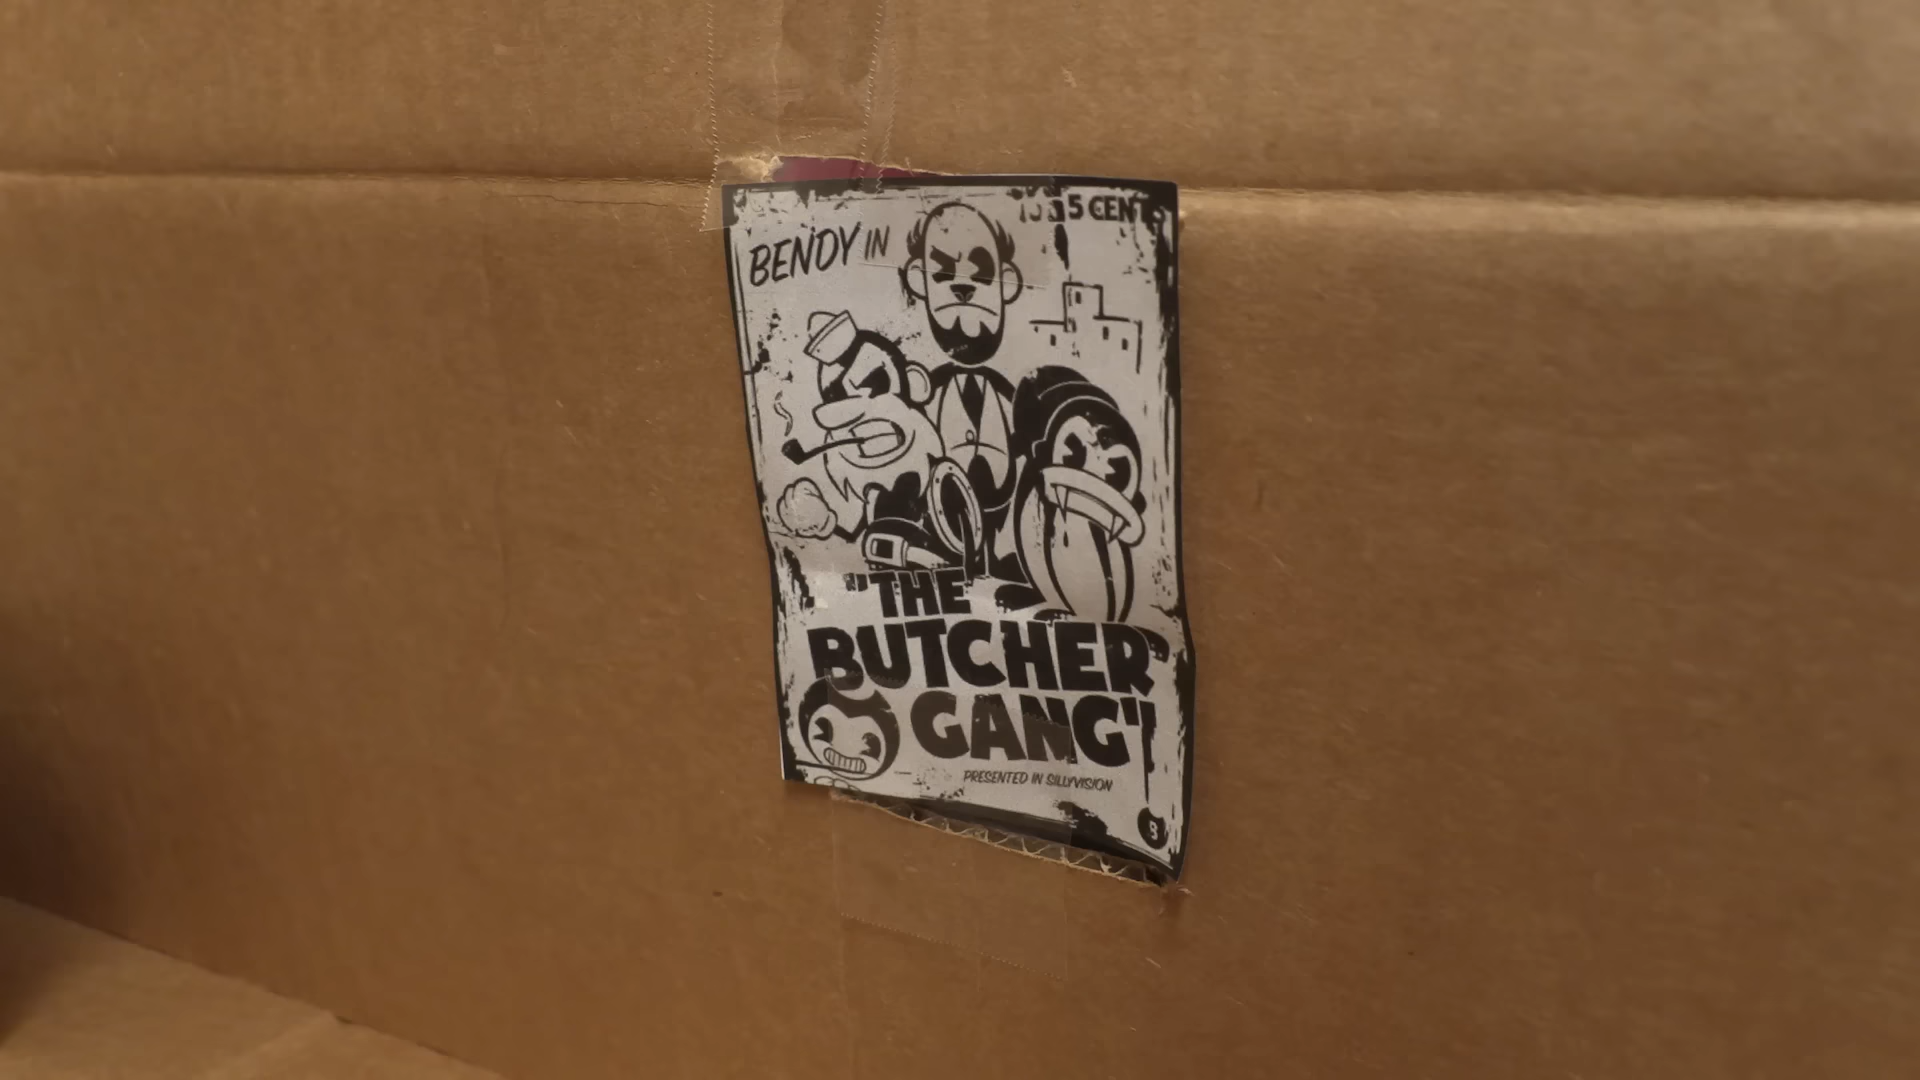 5 CENTS
BENDY IN
"THE
BUTCHER
GANG"
PRESENTED IN SILLYVISION